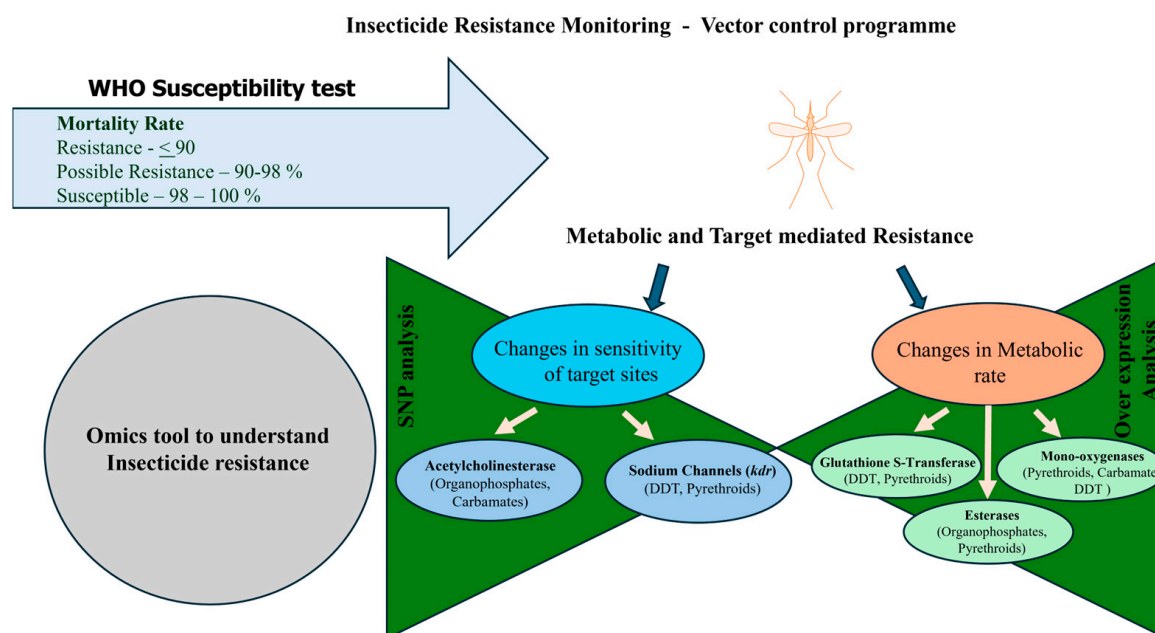 Insecticide Resistance Monitoring - Vector control programme
WHO Susceptibility test
Mortality Rate
Resistance - ≤ 90
Possible Resistance – 90-98 %
Susceptible – 98 – 100 %
Metabolic and Target mediated Resistance
Omics tool to understand
Insecticide resistance
SNP analysis
Changes in sensitivity
of target sites
Acetylcholinesterase
(Organophosphates,
Carbamates)
Sodium Channels (kdr)
(DDT, Pyrethroids)
Changes in Metabolic
rate
Glutathione S-Transferase
(DDT, Pyrethroids)
Esterases
(Organophosphates,
Pyrethroids)
Mono-oxygenases
(Pyrethroids, Carbamate
DDT )
Over expression
Analysis